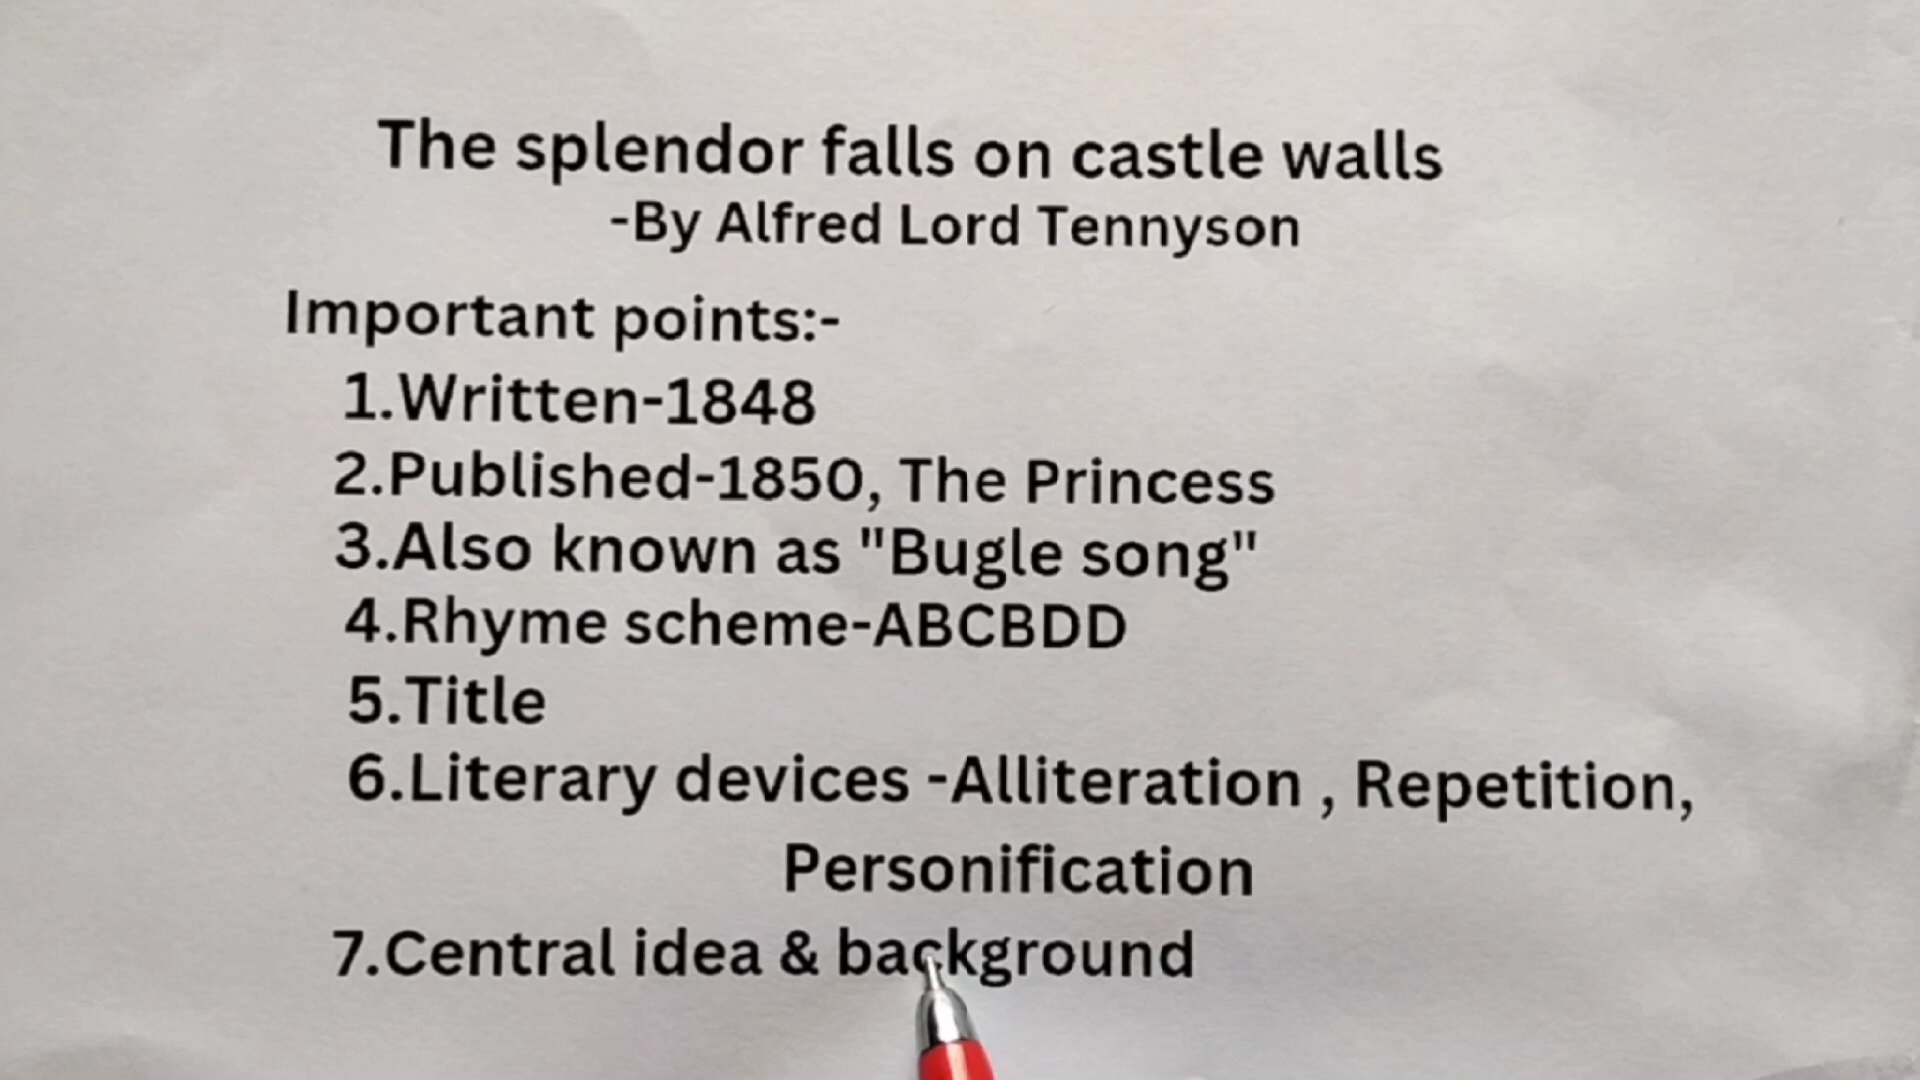 The splendor falls on castle walls
-By Alfred Lord Tennyson
Important points:-
1.Written-1848
2.Published-1850, The Princess
3.Also known as "Bugle song"
4.Rhyme scheme-ABCBDD
5.Title
6.Literary devices -Alliteration , Repetition,
Personification
7.Central idea & background